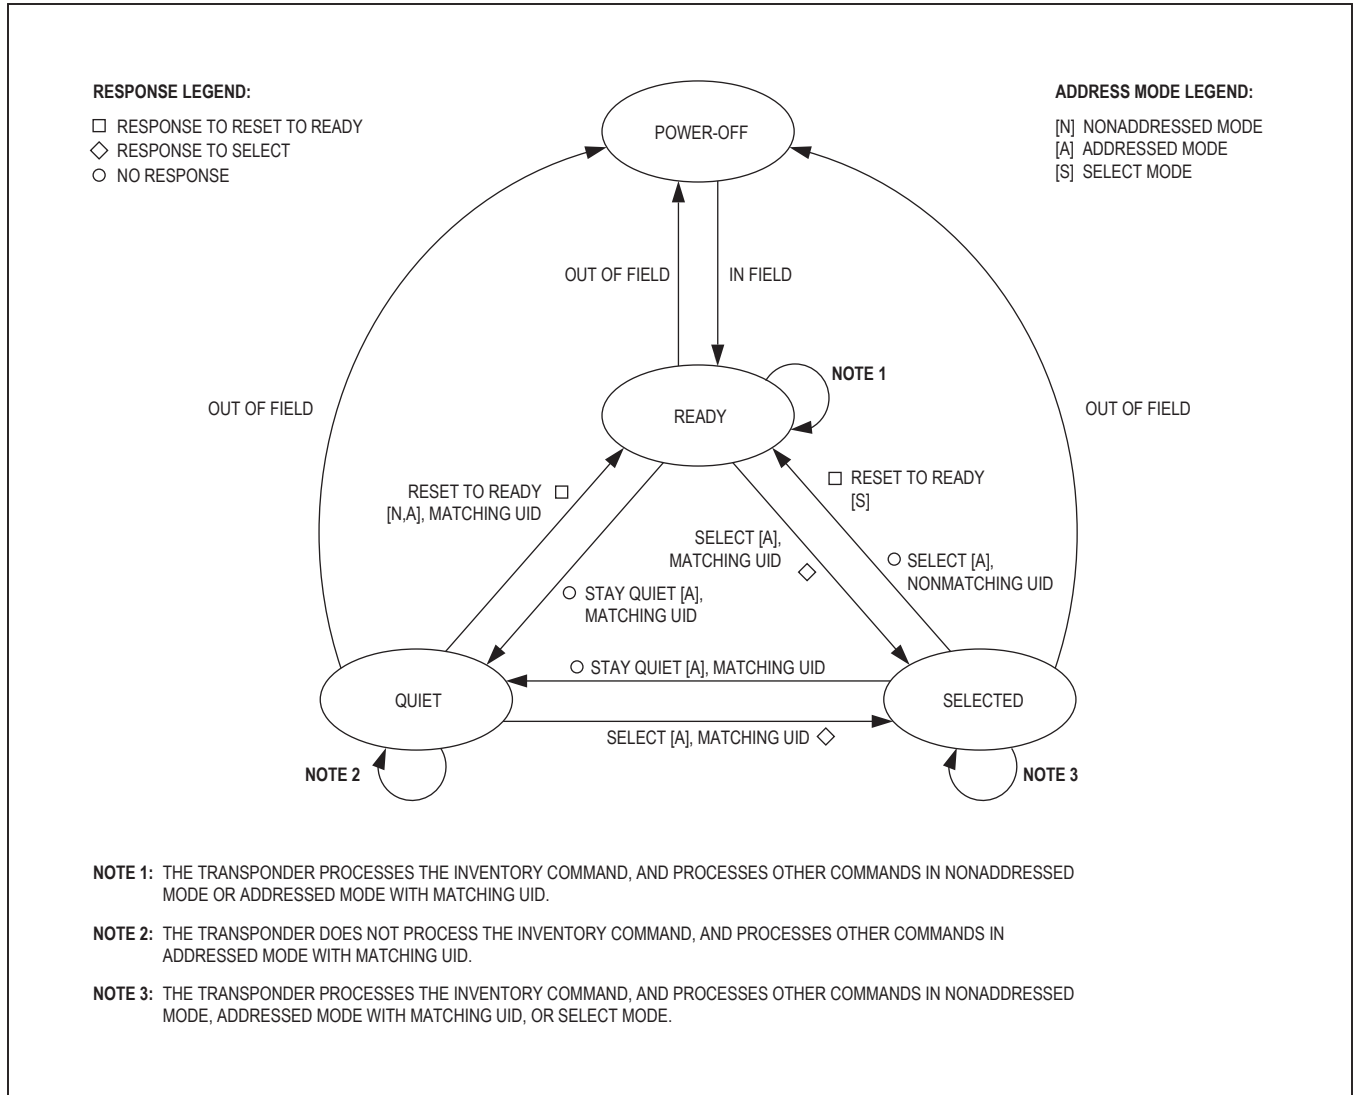 RESPONSE LEGEND:
□ RESPONSE TO RESET TO READY
◇ RESPONSE TO SELECT
○ NO RESPONSE
ADDRESS MODE LEGEND:
[N] NONADDRESSED MODE
[A] ADDRESSED MODE
[S] SELECT MODE
POWER-OFF
OUT OF FIELD
IN FIELD
NOTE 1
OUT OF FIELD
OUT OF FIELD
READY
RESET TO READY □
[N,A], MATCHING UID
□ RESET TO READY
[S]
SELECT [A],
MATCHING UID
◇
○ SELECT [A],
NONMATCHING UID
○ STAY QUIET [A],
MATCHING UID
○ STAY QUIET [A], MATCHING UID
QUIET
SELECTED
SELECT [A], MATCHING UID ◇
NOTE 2
NOTE 3
NOTE 1: THE TRANSPONDER PROCESSES THE INVENTORY COMMAND, AND PROCESSES OTHER COMMANDS IN NONADDRESSED
MODE OR ADDRESSED MODE WITH MATCHING UID.
NOTE 2: THE TRANSPONDER DOES NOT PROCESS THE INVENTORY COMMAND, AND PROCESSES OTHER COMMANDS IN
ADDRESSED MODE WITH MATCHING UID.
NOTE 3: THE TRANSPONDER PROCESSES THE INVENTORY COMMAND, AND PROCESSES OTHER COMMANDS IN NONADDRESSED
MODE, ADDRESSED MODE WITH MATCHING UID, OR SELECT MODE.